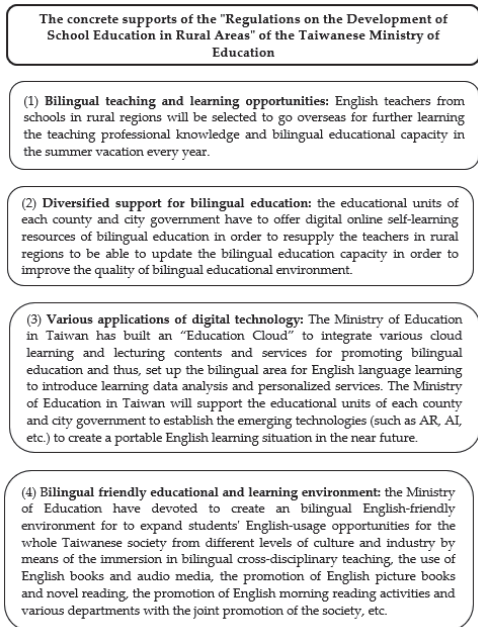 The concrete supports of the "Regulations on the Development of
School Education in Rural Areas" of the Taiwanese Ministry of
Education
(1) Bilingual teaching and learning opportunities: English teachers from
schools in rural regions will be selected to go overseas for further learning
the teaching professional knowledge and bilingual educational capacity in
the summer vacation every year.
(2) Diversified support for bilingual education: the educational units of
each county and city government have to offer digital online self-learning
resources of bilingual education in order to resupply the teachers in rural
regions to be able to update the bilingual education capacity in order to
improve the quality of bilingual educational environment.
(3) Various applications of digital technology: The Ministry of Education
in Taiwan has built an “Education Cloud” to integrate various cloud
learning and lecturing contents and services for promoting bilingual
education and thus, set up the bilingual area for English language learning
to introduce learning data analysis and personalized services. The Ministry
of Education in Taiwan will support the educational units of each county
and city government to establish the emerging technologies (such as AR, AI,
etc.) to create a portable English learning situation in the near future.
(4) Bilingual friendly educational and learning environment: the Ministry
of Education have devoted to create an bilingual English-friendly
environment for to expand students' English-usage opportunities for the
whole Taiwanese society from different levels of culture and industry by
means of the immersion in bilingual cross-disciplinary teaching, the use of
English books and audio media, the promotion of English picture books
and novel reading, the promotion of English morning reading activities and
various departments with the joint promotion of the society, etc.